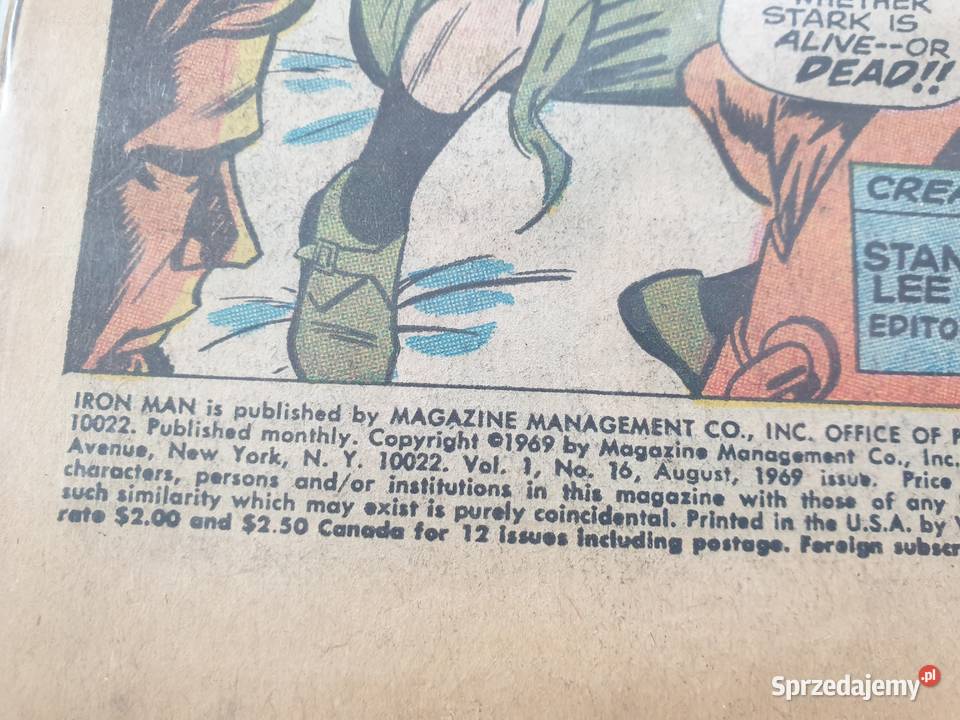 WHETHER
STARK IS
ALIVE--OR
DEAD!!
STAN
LEE
IRON MAN is published by MAGAZINE MANAGEMENT CO., INC. OFFICE OF
10022. Published monthly. Copyright ©1969 by Magazine Management Co., Inc.
Avenue, New York, N. Y. 10022. Vol. 1, No. 16, August, 1969 issue. Price
characters, persons and/or institutions in this magazine with those of any
such similarity which may exist is purely coincidental. Printed in the U.S.A. by
rate $2.00 and $2.50 Canada for 12 issues including postage. Foreign
Sprzedajemy.pl